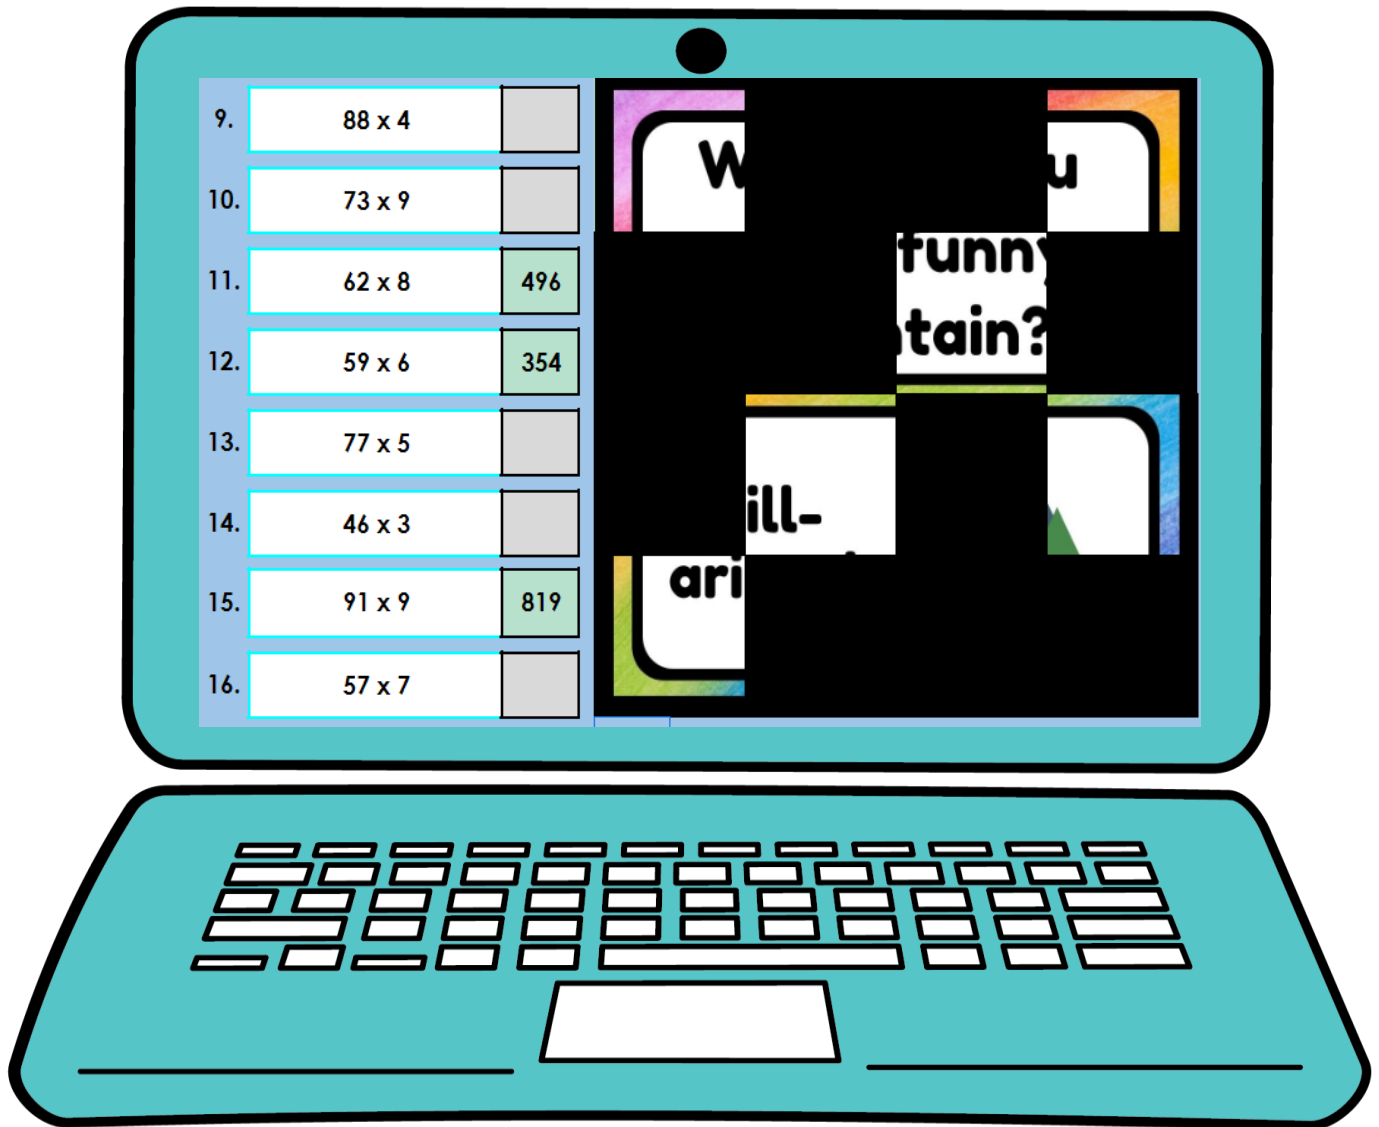 9. 88 x 4
10. 73 x 9
11. 62 x 8 496
12. 59 x 6 354
13. 77 x 5
14. 46 x 3
15. 91 x 9 819
16. 57 x 7
W u
funny
tain?
ill-
ari